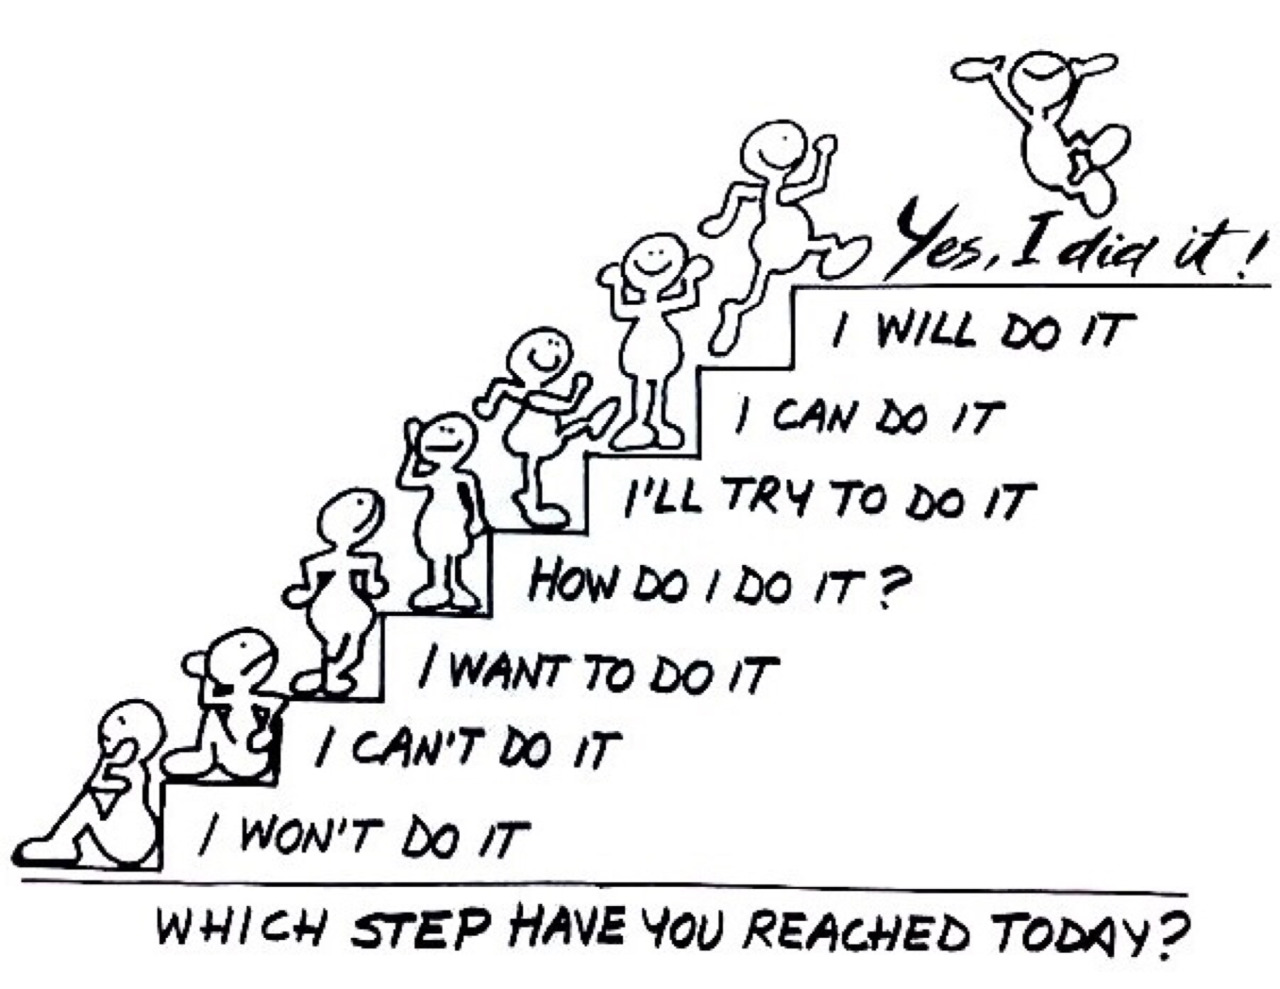 Yes, I did it!
I WILL DO IT
I CAN DO IT
I'LL TRY TO DO IT
HOW DO I DO IT?
I WANT TO DO IT
I CAN'T DO IT
I WON'T DO IT
WHICH STEP HAVE YOU REACHED TODAY?